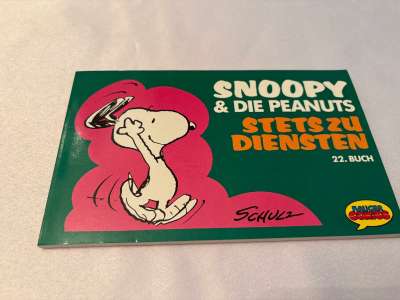 SNOOPY
& DIE PEANUTS
STETS ZU
DIENSTEN
22. BUCH
SCHULZ